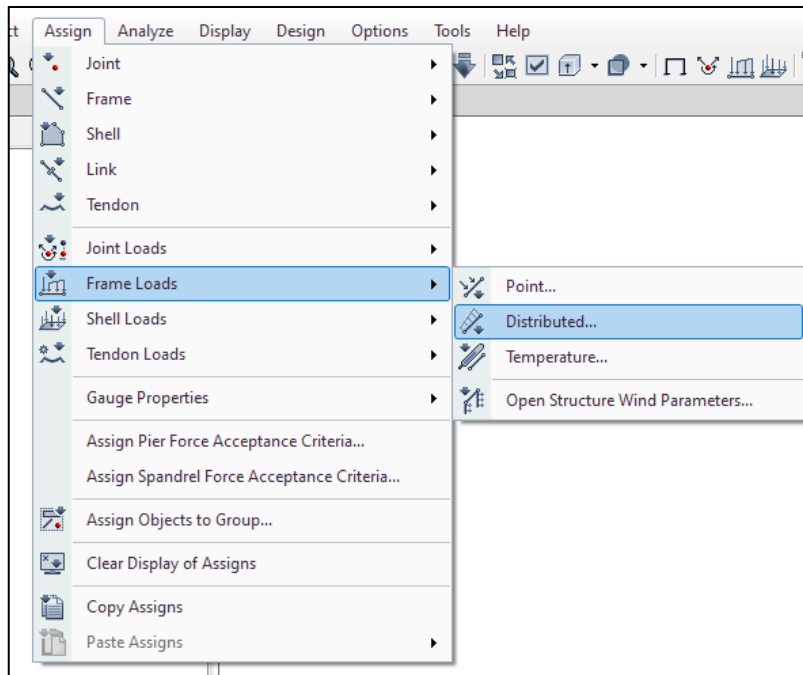 ct Assign Analyze Display Design Options Tools Help
Joint
Frame
Shell
Link
Tendon
Joint Loads
Frame Loads
Shell Loads
Tendon Loads
Gauge Properties
Assign Pier Force Acceptance Criteria...
Assign Spandrel Force Acceptance Criteria...
Assign Objects to Group...
Clear Display of Assigns
Copy Assigns
Paste Assigns
Point...
Distributed...
Temperature...
Open Structure Wind Parameters...